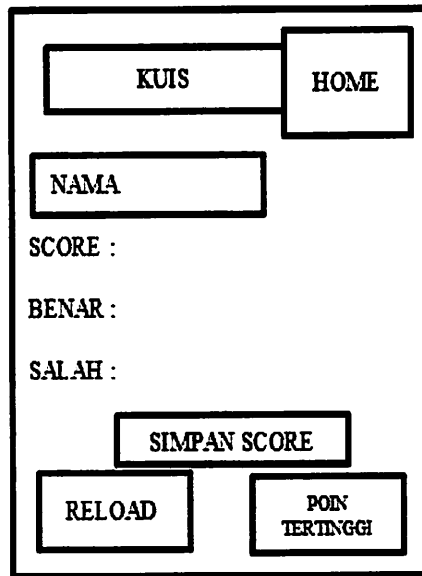 KUIS
HOME
NAMA
SCORE :
BENAR :
SALAH :
SIMPAN SCORE
RELOAD
POIN
TERTINGGI